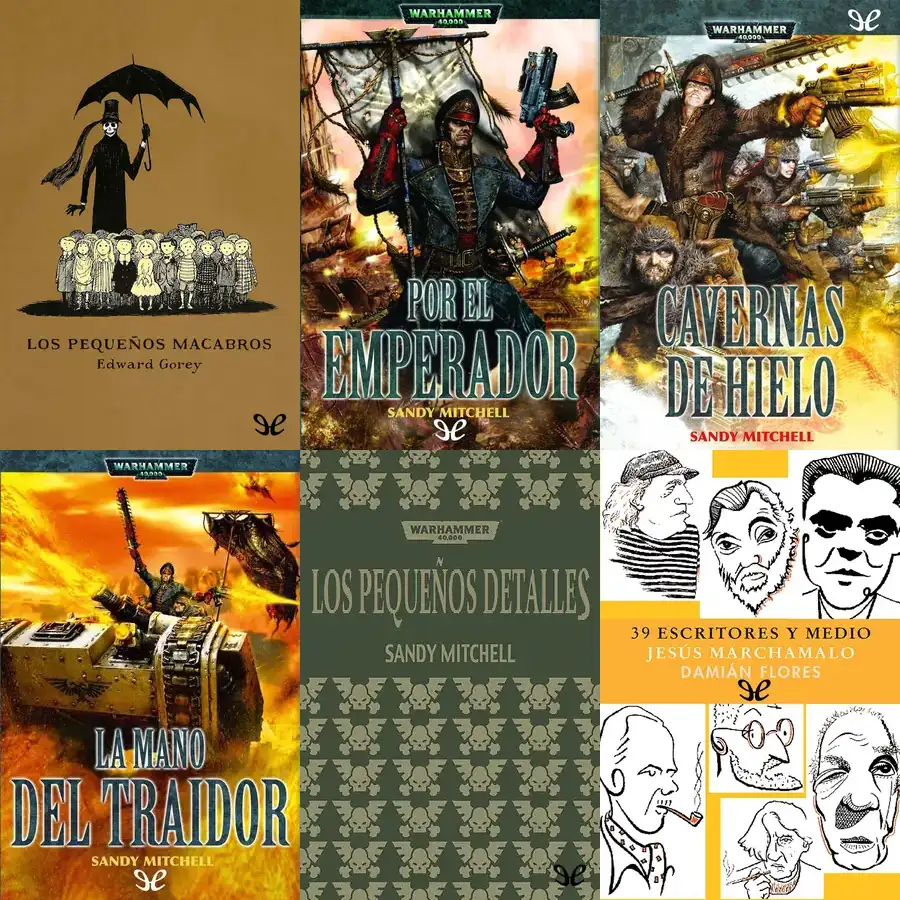 LOS PEQUEÑOS MACABROS
Edward Gorey
WARHAMMER
40,000
POR EL
EMPERADOR
SANDY MITCHELL
WARHAMMER
40,000
CAVERNAS
DE HIELO
SANDY MITCHELL
WARHAMMER
40,000
LA MANO
DEL TRAIDOR
SANDY MITCHELL
WARHAMMER
40,000
LOS PEQUEÑOS DETALLES
SANDY MITCHELL
39 ESCRITORES Y MEDIO
JESÚS MARCHAMALO
DAMIÁN FLORES